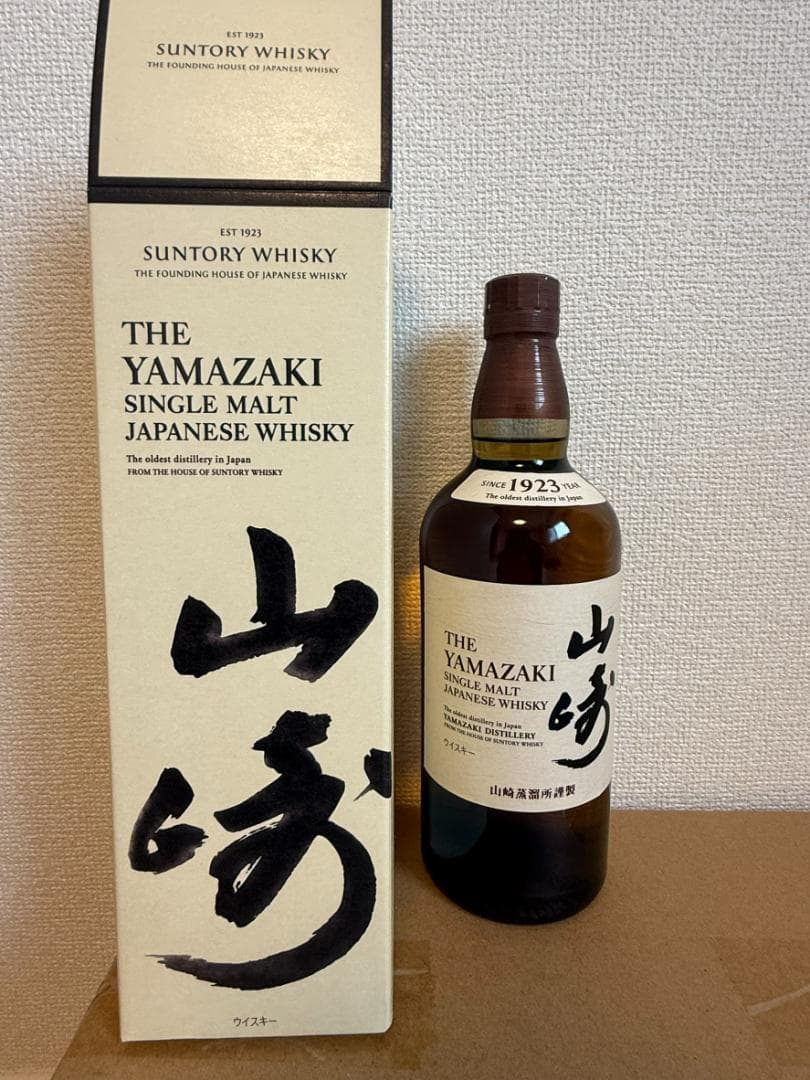 EST 1923
SUNTORY WHISKY
THE FOUNDING HOUSE OF JAPANESE WHISKY
EST 1923
SUNTORY WHISKY
THE FOUNDING HOUSE OF JAPANESE WHISKY
THE
YAMAZAKI
SINGLE MALT
JAPANESE WHISKY
The oldest distillery in Japan
FROM THE HOUSE OF SUNTORY WHISKY
山
崎
ウイスキー
SINCE 1923 YEAR
The oldest distillery in Japan
THE
YAMAZAKI
SINGLE MALT
JAPANESE WHISKY
The oldest distillery in Japan
YAMAZAKI DISTILLERY
FROM THE HOUSE OF SUNTORY WHISKY
ウイスキー
山
崎
山崎蒸溜所謹製